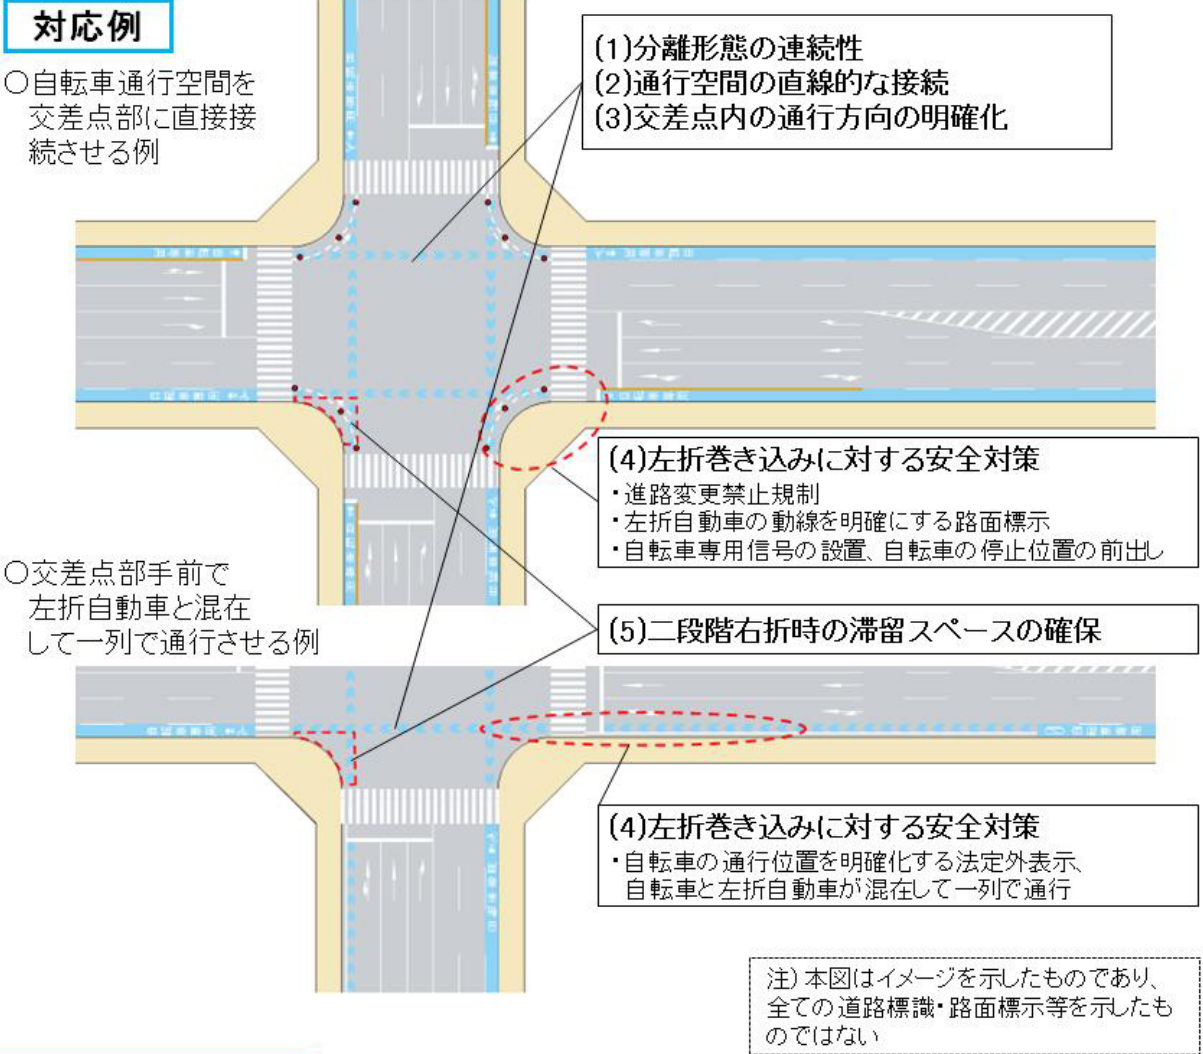 対応例
○自転車通行空間を
交差点部に直接接
続させる例
(1)分離形態の連続性
(2)通行空間の直線的な接続
(3)交差点内の通行方向の明確化
(4)左折巻き込みに対する安全対策
・進路変更禁止規制
・左折自動車の動線を明確にする路面標示
・自転車専用信号の設置、自転車の停止位置の前出し
○交差点部手前で
左折自動車と混在
して一列で通行させる例
(5)二段階右折時の滞留スペースの確保
(4)左折巻き込みに対する安全対策
・自転車の通行位置を明確化する法定外表示、
自転車と左折自動車が混在して一列で通行
注)本図はイメージを示したものであり、
全ての道路標識・路面標示等を示したも
のではない